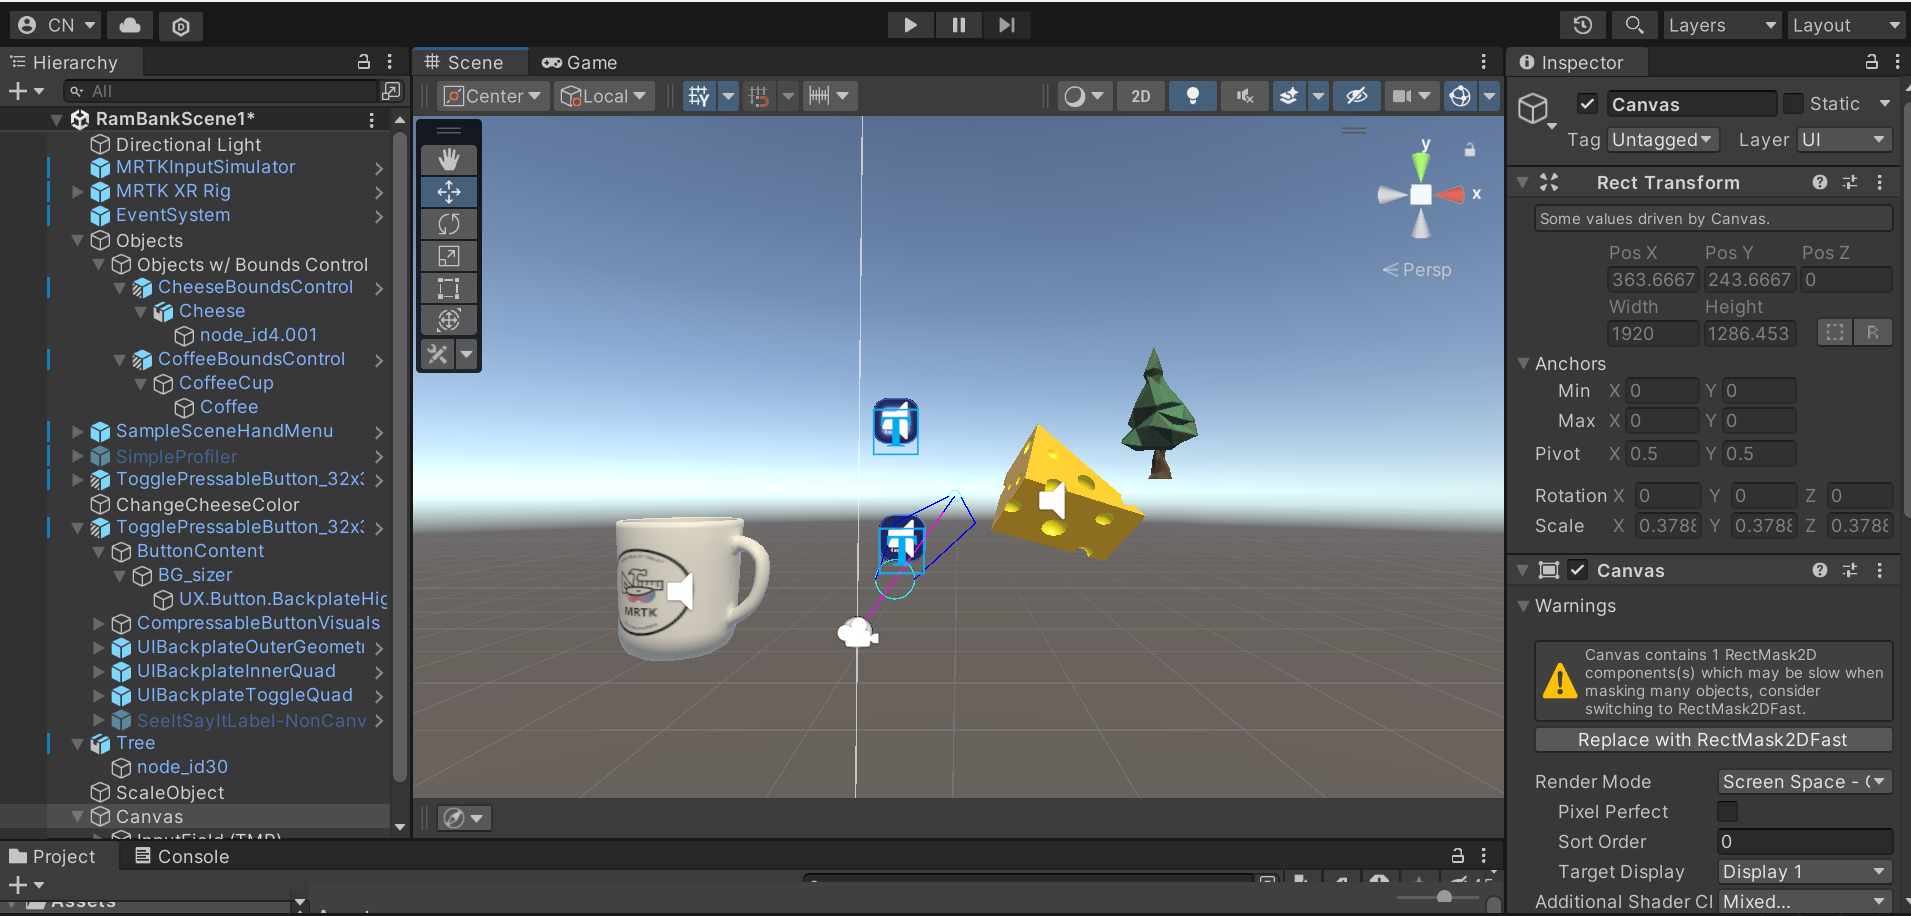 CN
Layers
Layout
Hierarchy
Scene
Game
Inspector
All
Center
Local
2D
Canvas
Static
Tag
Untagged
Layer
UI
RamBankScene1*
Directional Light
MRTKInputSimulator
MRTK XR Rig
EventSystem
Objects
Objects w/ Bounds Control
CheeseBoundsControl
Cheese
node_id4.001
CoffeeBoundsControl
CoffeeCup
Coffee
SampleSceneHandMenu
SimpleProfiler
TogglePressableButton_32x3
ChangeCheeseColor
TogglePressableButton_32x3
ButtonContent
BG_sizer
UX.Button.BackplateHig
CompressableButtonVisuals
UIBackplateOuterGeometr
UIBackplateInnerQuad
UIBackplateToggleQuad
SeeItSayItLabel-NonCanv
Tree
node_id30
ScaleObject
Canvas
InputField (TMP)
y
x
Persp
MRTK
Rect Transform
Some values driven by Canvas.
Pos X Pos Y Pos Z
363.6667 243.6667 0
Width Height
1920 1286.453 R
Anchors
Min X 0 Y 0
Max X 0 Y 0
Pivot X 0.5 Y 0.5
Rotation X 0 Y 0 Z 0
Scale X 0.3788 Y 0.3788 Z 0.3788
Canvas
Warnings
Canvas contains 1 RectMask2D
components(s) which may be slow when
masking many objects, consider
switching to RectMask2DFast.
Replace with RectMask2DFast
Render Mode Screen Space - (
Pixel Perfect
Sort Order 0
Target Display Display 1
Additional Shader Cl Mixed...
Project
Console
Assets